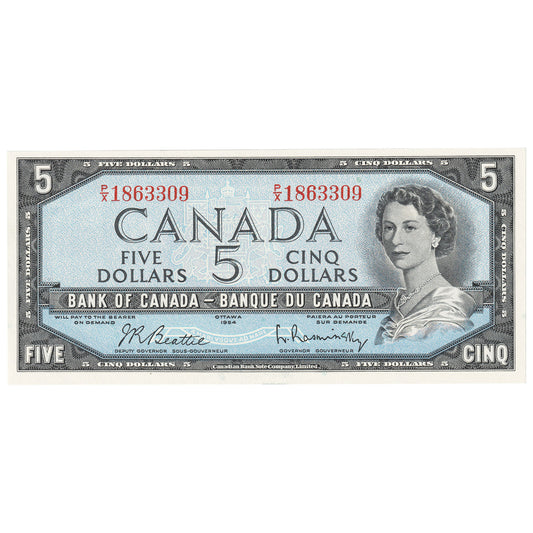 5 FIVE DOLLARS 5 5 CINQ DOLLARS 5
5 5
P/X 1863309 P/X 1863309
CANADA
FIVE DOLLARS 5 CINQ DOLLARS
BANK OF CANADA – BANQUE DU CANADA
WILL PAY TO THE BEARER ON DEMAND OTTAWA 1954 PAIERA AU PORTEUR SUR DEMANDE
J.R. Beattie L. Rasminsky
DEPUTY GOVERNOR SOUS-GOUVERNEUR GOVERNOR GOUVERNEUR
FIVE CINQ
Canadian Bank Note Company Limited
5 FIVE DOLLARS 5
5 CINQ DOLLARS 5